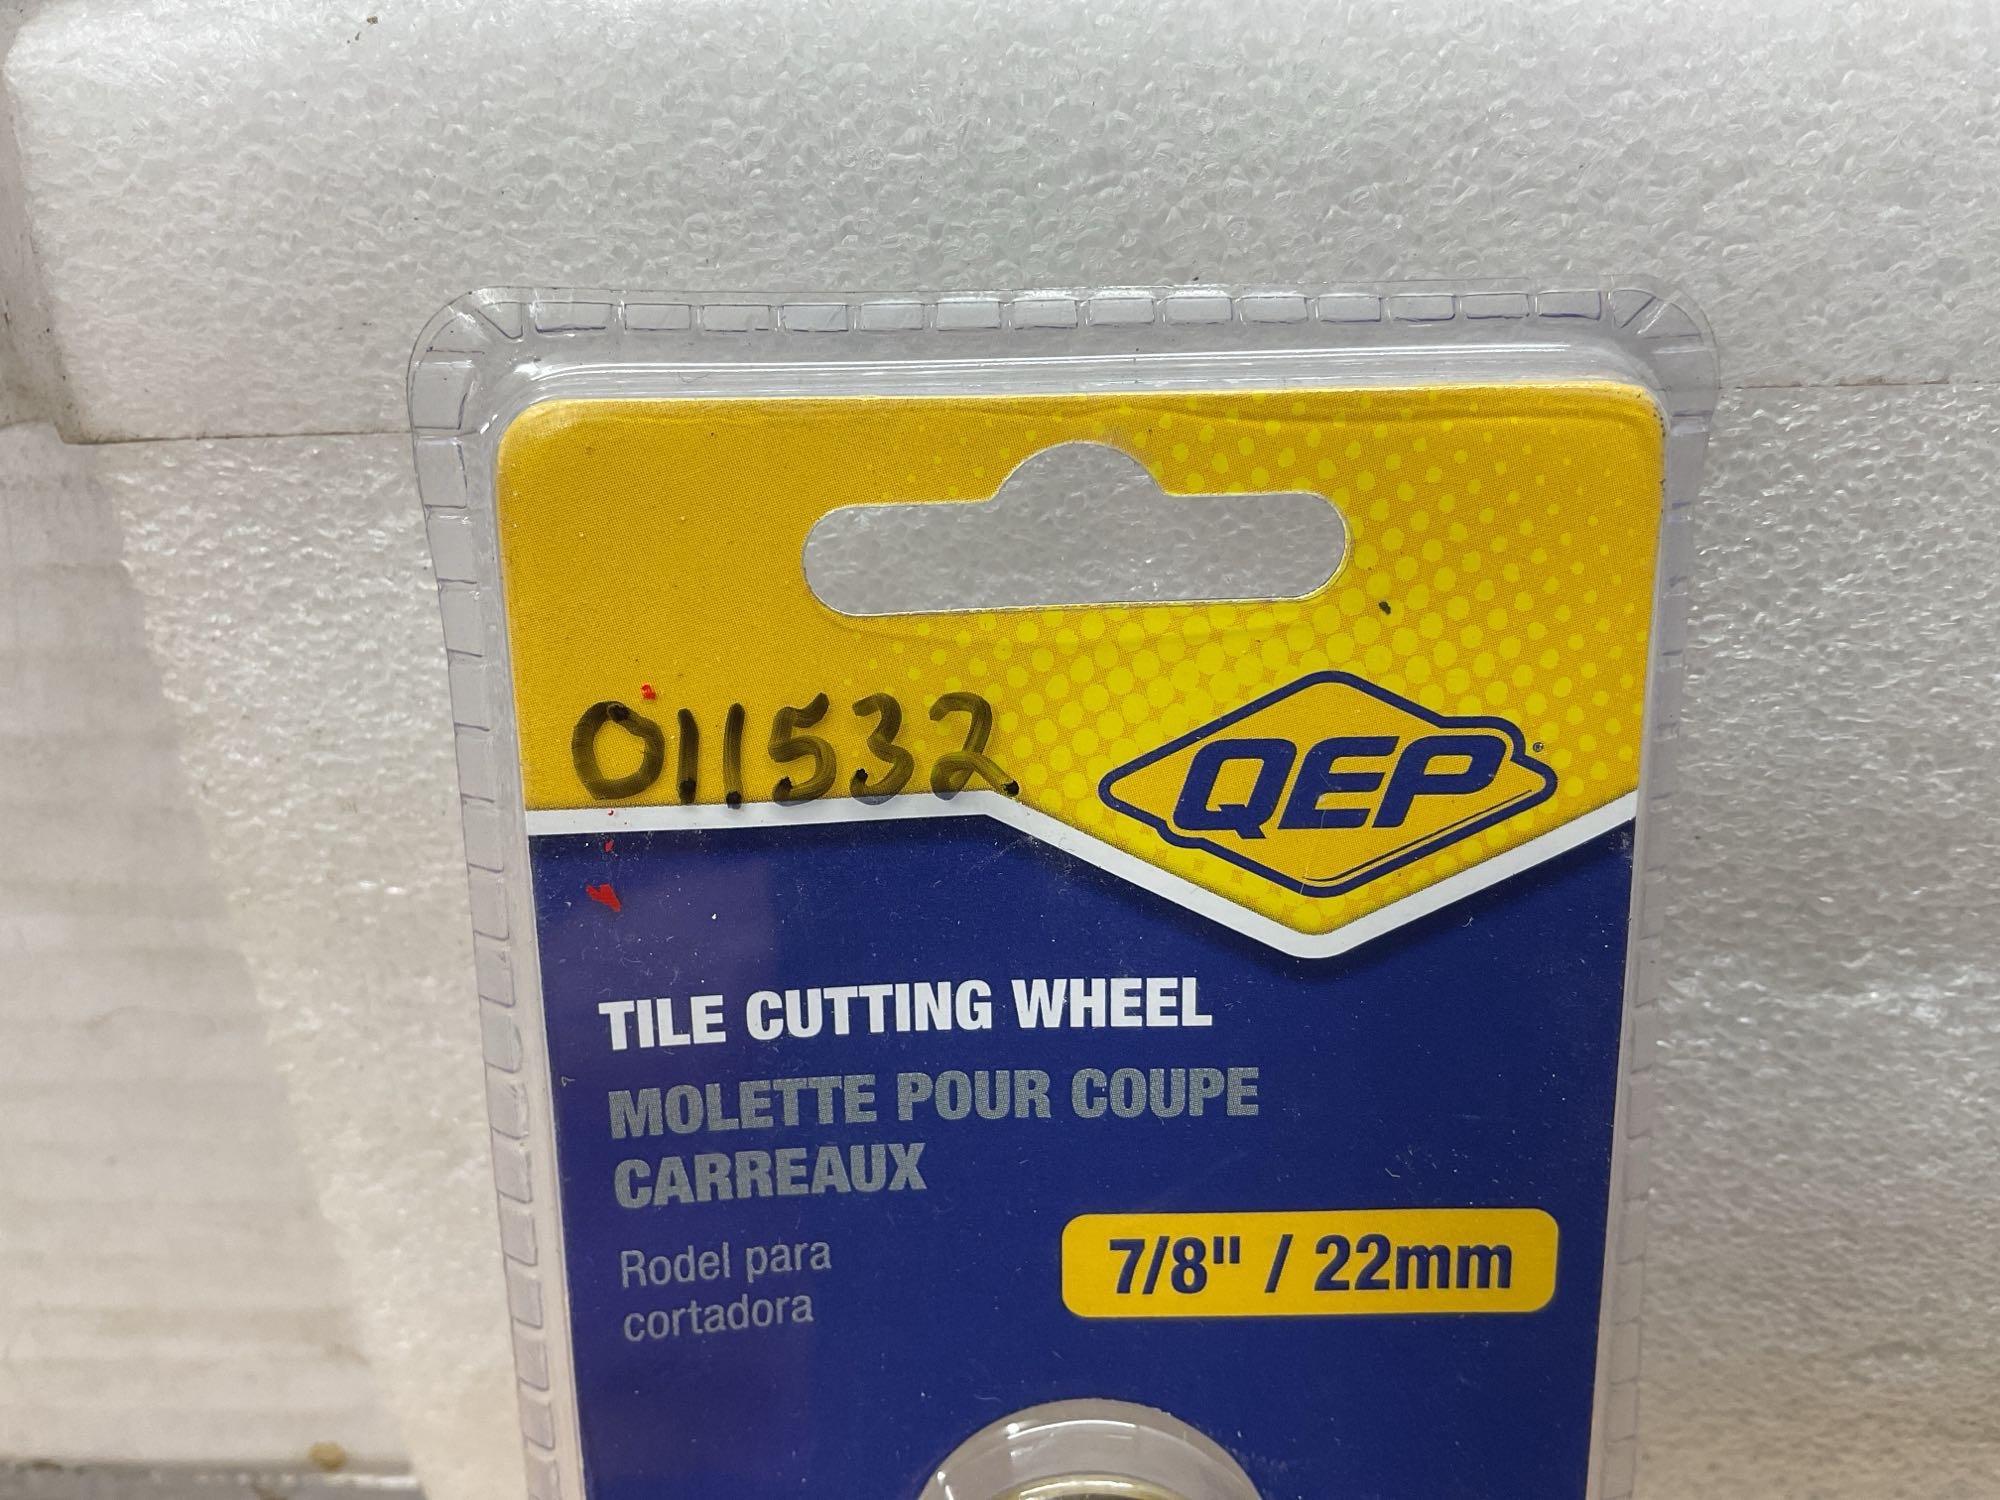 011532
QEP
TILE CUTTING WHEEL
MOLETTE POUR COUPE
CARREAUX
Rodel para
cortadora
7/8" / 22mm